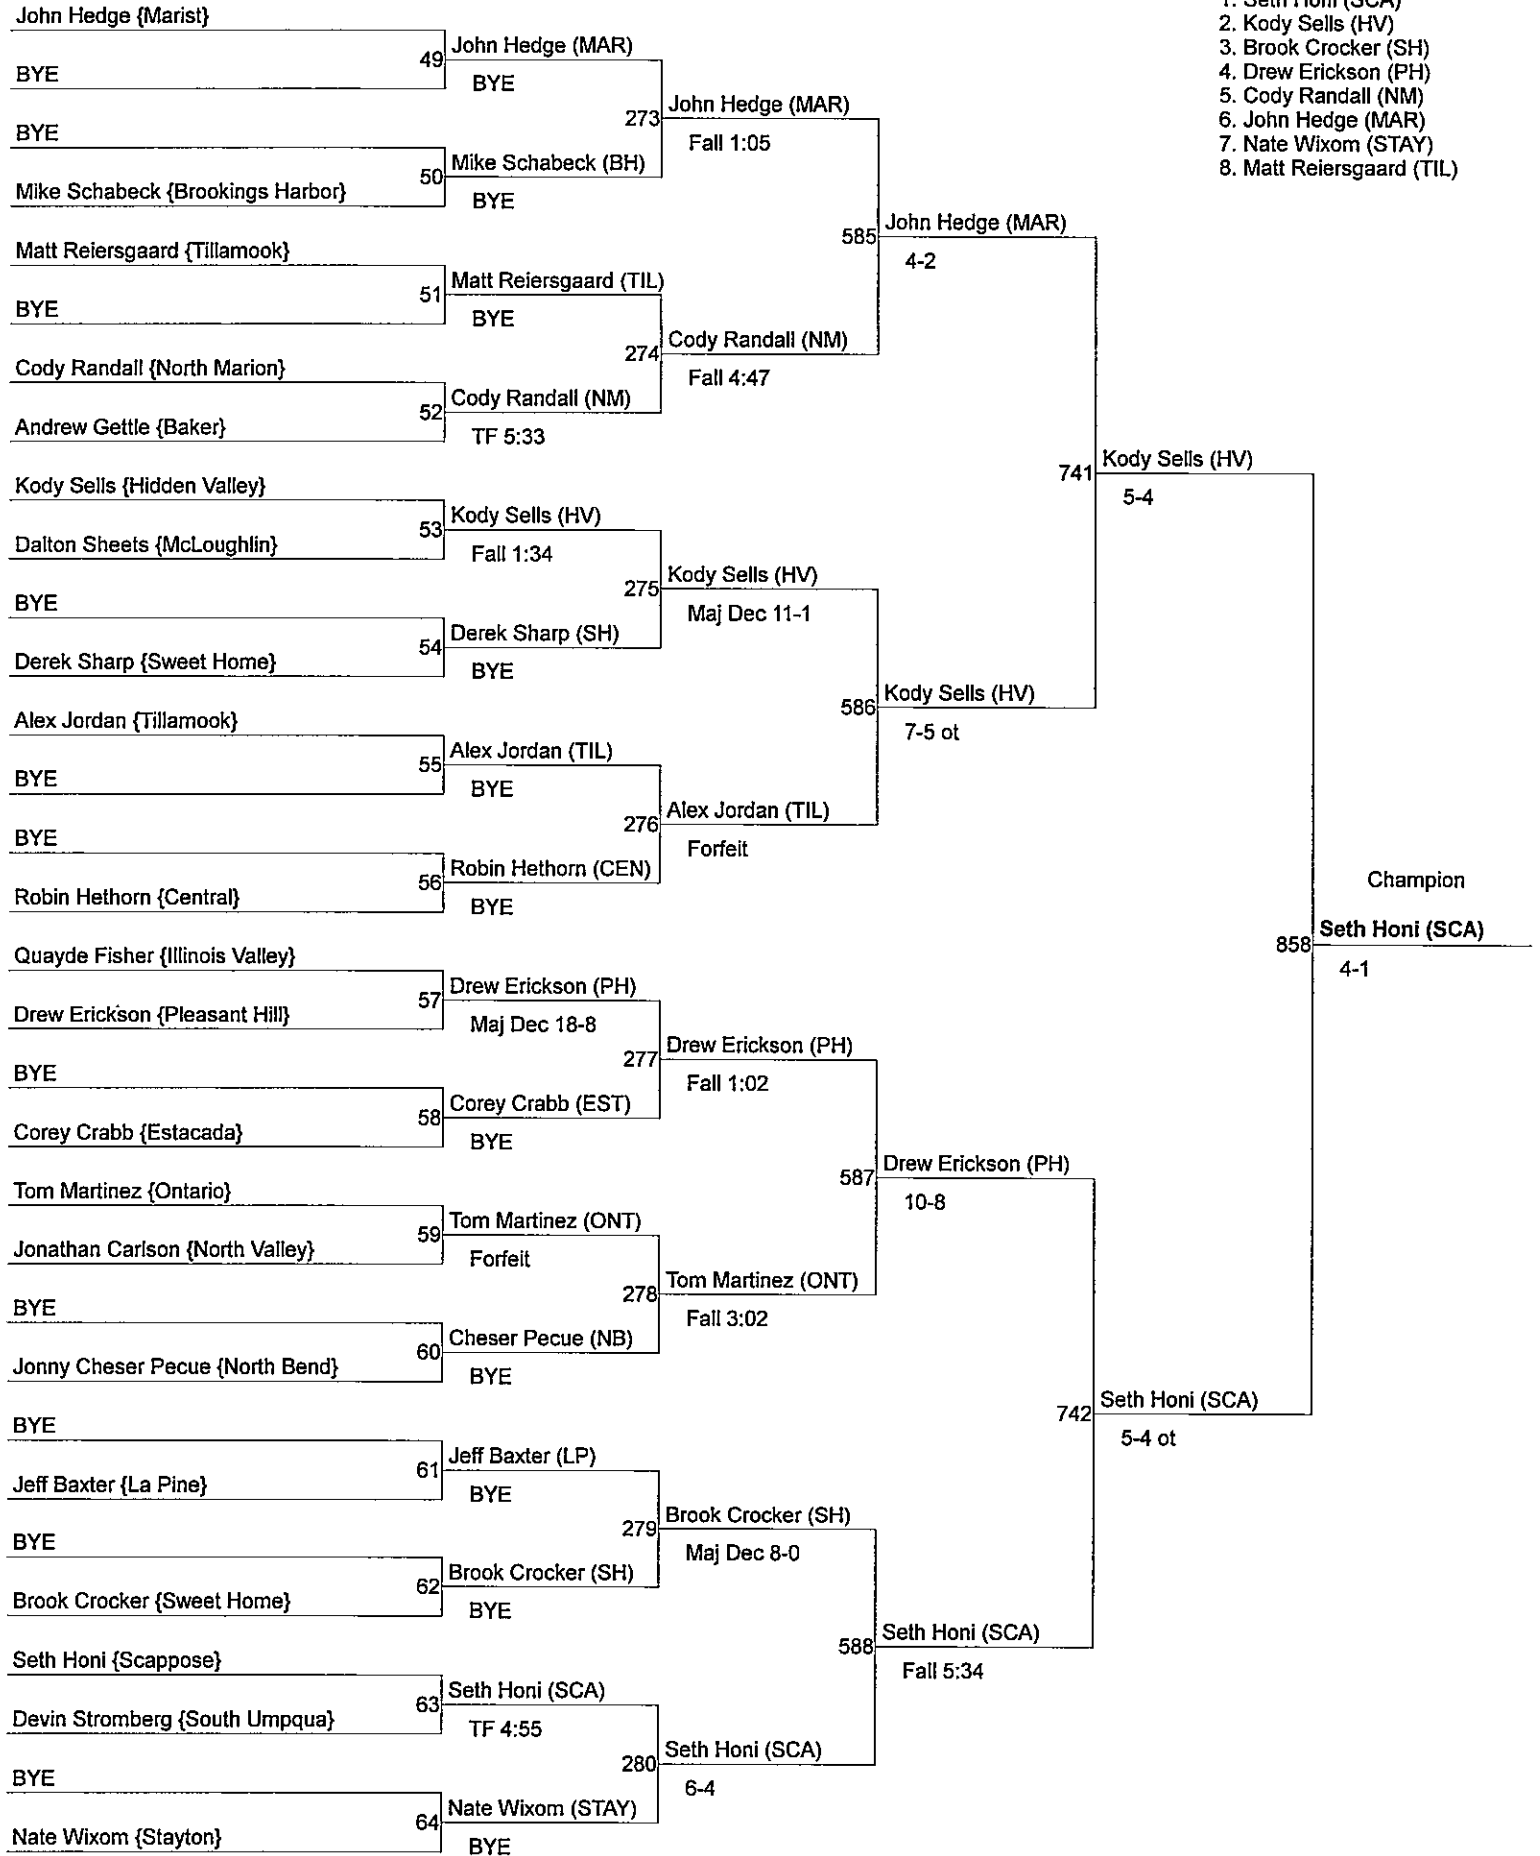 John Hedge {Marist}
BYE
49
John Hedge (MAR)
BYE
BYE
Mike Schabeck {Brookings Harbor}
50
Mike Schabeck (BH)
BYE
273
John Hedge (MAR)
Fall 1:05
Matt Reiersgaard {Tillamook}
BYE
51
Matt Reiersgaard (TIL)
BYE
Cody Randall {North Marion}
Andrew Gettle {Baker}
52
Cody Randall (NM)
TF 5:33
274
Cody Randall (NM)
Fall 4:47
585
John Hedge (MAR)
4-2
Kody Sells {Hidden Valley}
Dalton Sheets {McLoughlin}
53
Kody Sells (HV)
Fall 1:34
BYE
Derek Sharp {Sweet Home}
54
Derek Sharp (SH)
BYE
275
Kody Sells (HV)
Maj Dec 11-1
Alex Jordan {Tillamook}
BYE
55
Alex Jordan (TIL)
BYE
BYE
Robin Hethorn {Central}
56
Robin Hethorn (CEN)
BYE
276
Alex Jordan (TIL)
Forfeit
586
Kody Sells (HV)
7-5 ot
741
Kody Sells (HV)
5-4
Quayde Fisher {Illinois Valley}
Drew Erickson {Pleasant Hill}
57
Drew Erickson (PH)
Maj Dec 18-8
BYE
Corey Crabb {Estacada}
58
Corey Crabb (EST)
BYE
277
Drew Erickson (PH)
Fall 1:02
Tom Martinez {Ontario}
Jonathan Carlson {North Valley}
59
Tom Martinez (ONT)
Forfeit
BYE
Jonny Cheser Pecue {North Bend}
60
Cheser Pecue (NB)
BYE
278
Tom Martinez (ONT)
Fall 3:02
587
Drew Erickson (PH)
10-8
BYE
Jeff Baxter {La Pine}
61
Jeff Baxter (LP)
BYE
BYE
Brook Crocker {Sweet Home}
62
Brook Crocker (SH)
BYE
279
Brook Crocker (SH)
Maj Dec 8-0
Seth Honi {Scappose}
Devin Stromberg {South Umpqua}
63
Seth Honi (SCA)
TF 4:55
BYE
Nate Wixom {Stayton}
64
Nate Wixom (STAY)
BYE
280
Seth Honi (SCA)
6-4
588
Seth Honi (SCA)
Fall 5:34
742
Seth Honi (SCA)
5-4 ot
Champion
858
Seth Honi (SCA)
4-1
1. Seth Honi (SCA)
2. Kody Sells (HV)
3. Brook Crocker (SH)
4. Drew Erickson (PH)
5. Cody Randall (NM)
6. John Hedge (MAR)
7. Nate Wixom (STAY)
8. Matt Reiersgaard (TIL)